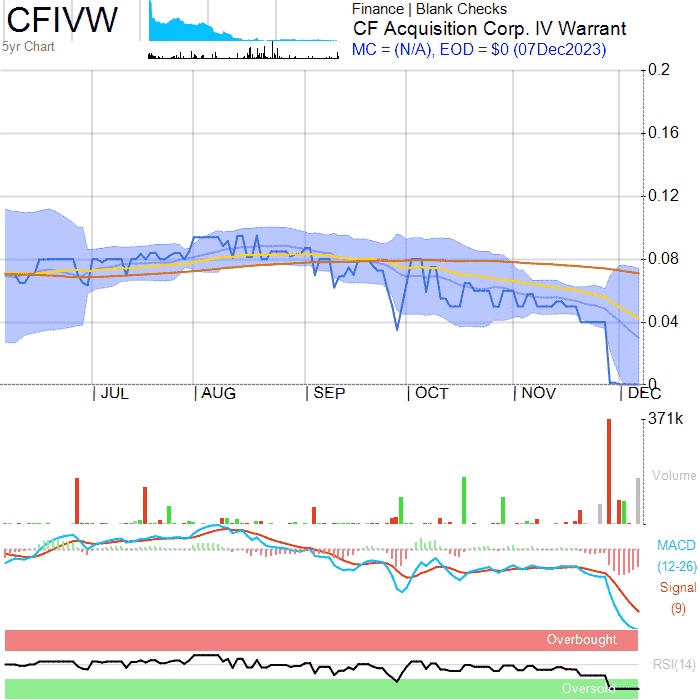 CFIVW
5yr Chart
Finance | Blank Checks
CF Acquisition Corp. IV Warrant
MC = (N/A), EOD = $0 (07Dec2023)
0.2
0.16
0.12
0.08
0.04
0
JUL AUG SEP OCT NOV DEC
371k
Volume
MACD
(12-26)
Signal
(9)
Overbought
RSI(14)
Oversold